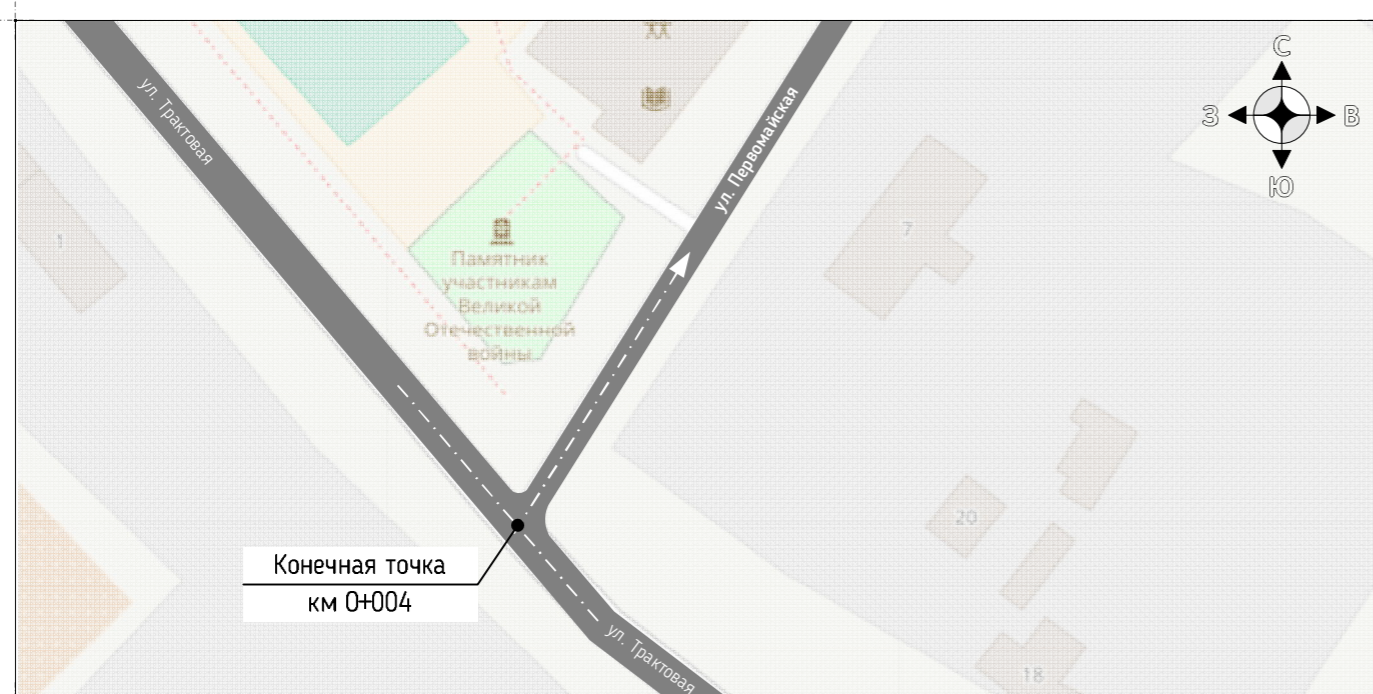 С
З
В
Ю
ул. Трактовая
ул. Первомайская
1
7
Памятник
участникам
Великой
Отечественной
войны
20
Конечная точка
км 0+004
ул. Трактовая
18